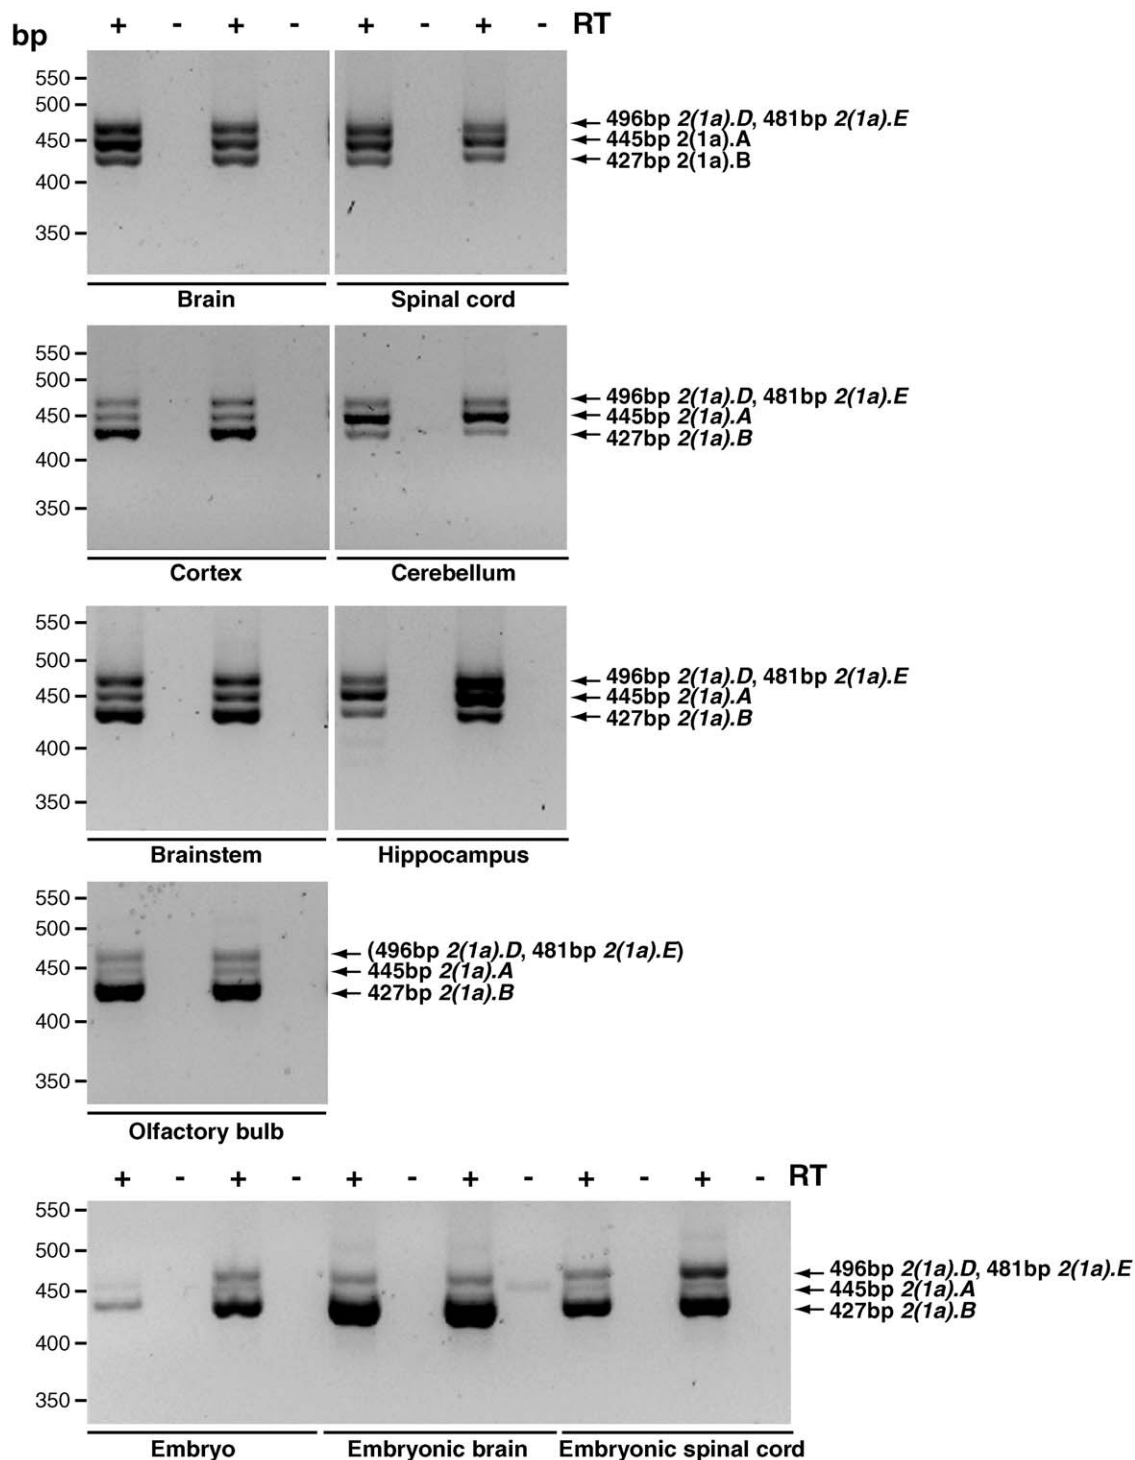 bp + - + - + - + - RT
550
500
450
400
350
496bp 2(1a).D, 481bp 2(1a).E
445bp 2(1a).A
427bp 2(1a).B
Brain Spinal cord
550
500
450
400
350
496bp 2(1a).D, 481bp 2(1a).E
445bp 2(1a).A
427bp 2(1a).B
Cortex Cerebellum
550
500
450
400
350
496bp 2(1a).D, 481bp 2(1a).E
445bp 2(1a).A
427bp 2(1a).B
Brainstem Hippocampus
550
500
450
400
350
(496bp 2(1a).D, 481bp 2(1a).E)
445bp 2(1a).A
427bp 2(1a).B
Olfactory bulb
+ - + - + - + - + - + - RT
550
500
450
400
350
496bp 2(1a).D, 481bp 2(1a).E
445bp 2(1a).A
427bp 2(1a).B
Embryo Embryonic brain Embryonic spinal cord